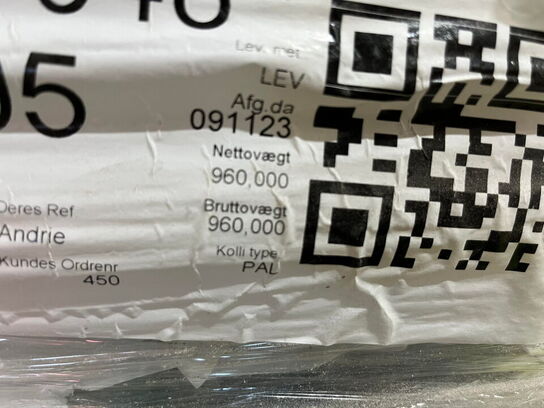 Lev. met
LEV
05
Afg.da
091123
Nettovægt
960,000
Deres Ref
Bruttovægt
Andrie
960,000
Kundes Ordrenr
Kolli type
450
PAL